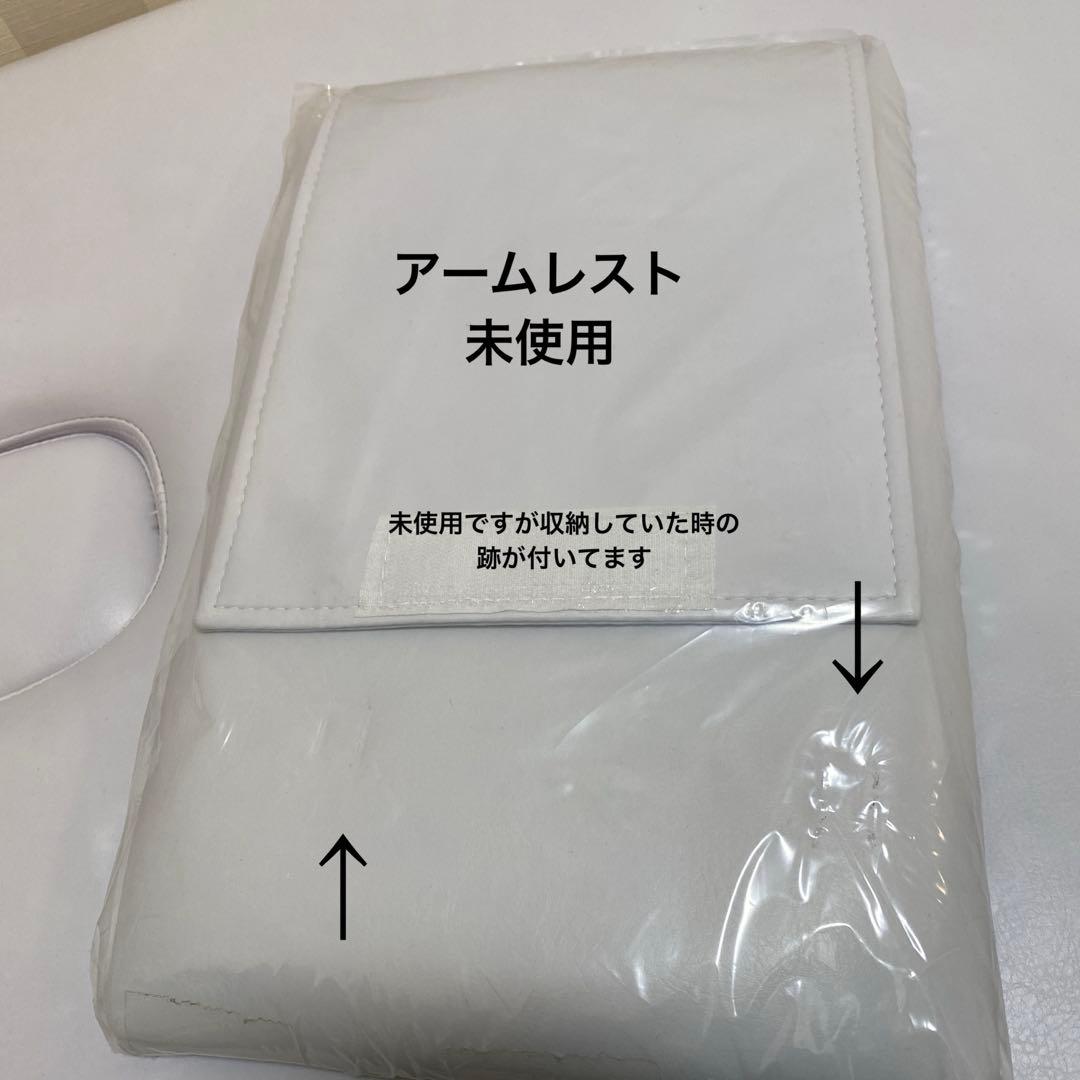 アームレスト
未使用
未使用ですが収納していた時の
跡が付いてます